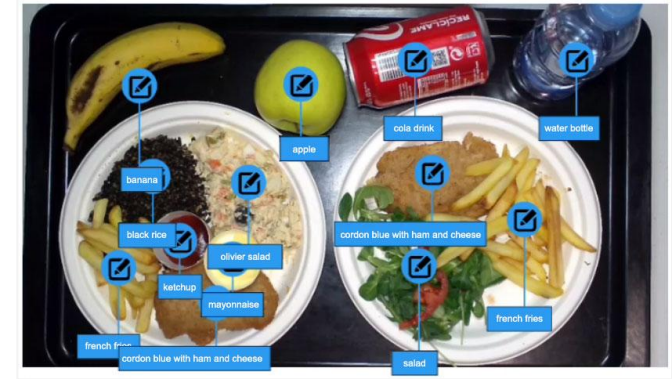 RECICLAME
cola drink
water bottle
apple
banana
black rice
cordon blue with ham and cheese
olivier salad
ketchup
mayonnaise
french fries
french
cordon blue with ham and cheese
salad